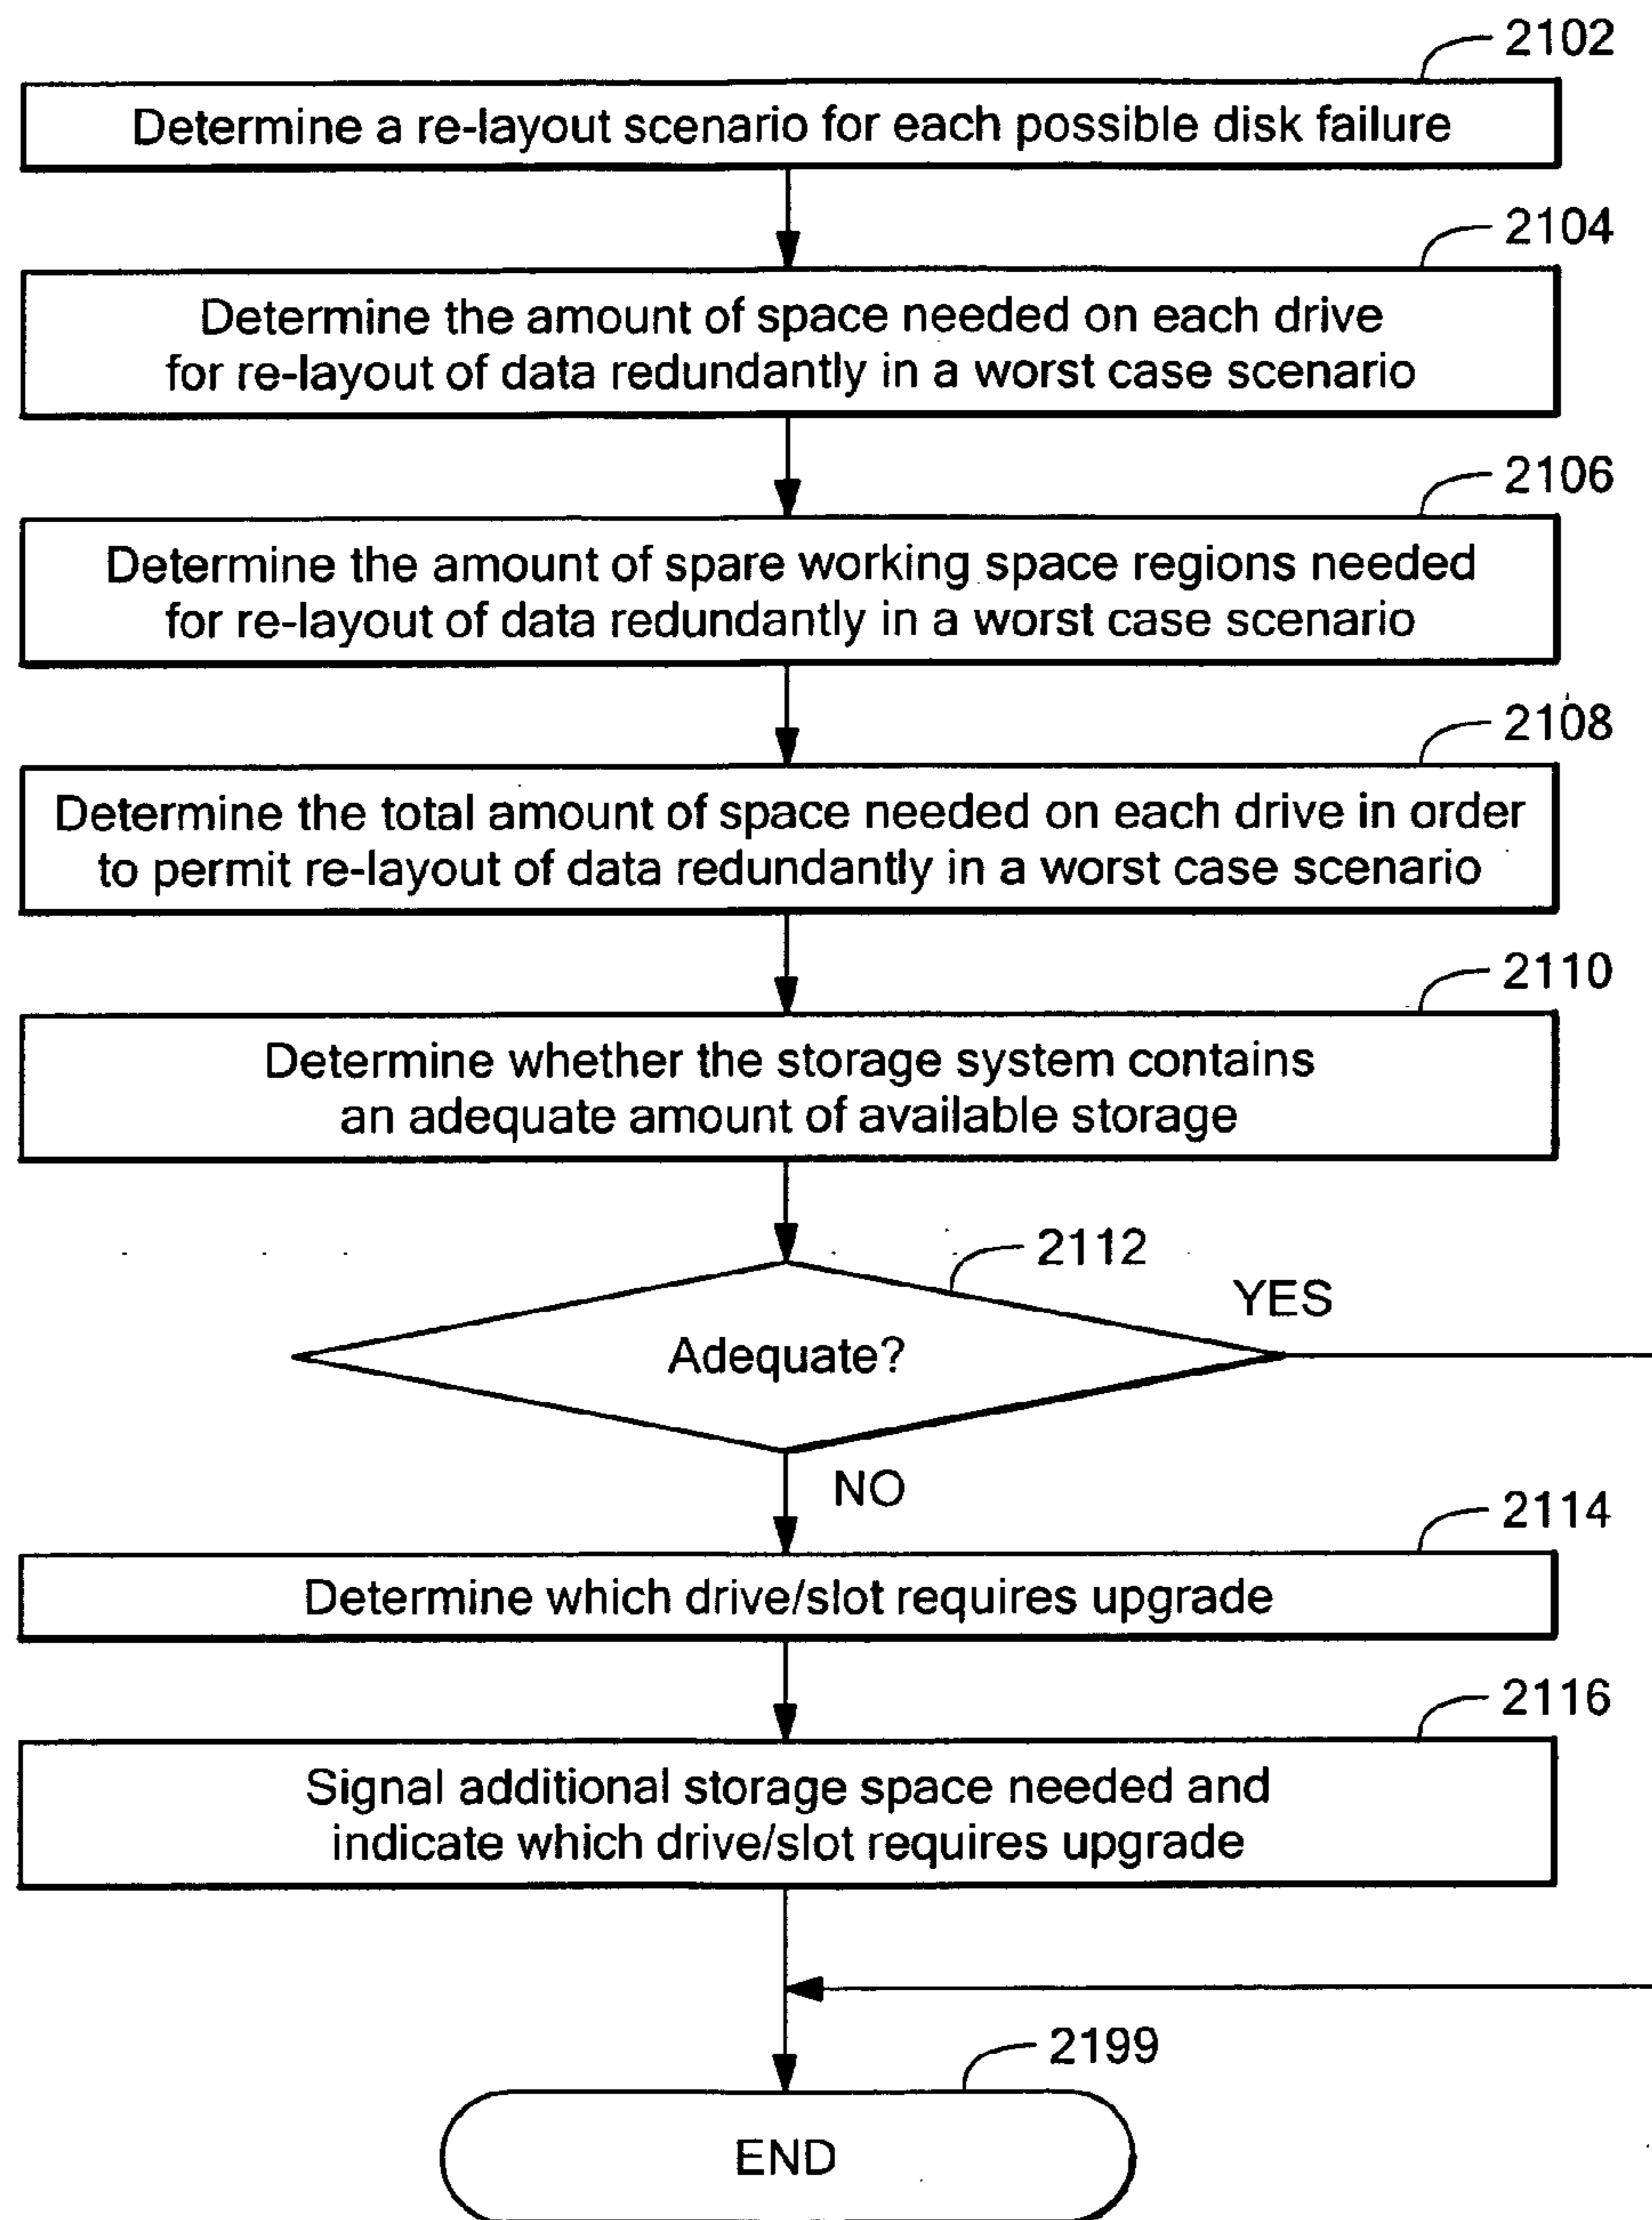 2102
Determine a re-layout scenario for each possible disk failure
2104
Determine the amount of space needed on each drive
for re-layout of data redundantly in a worst case scenario
2106
Determine the amount of spare working space regions needed
for re-layout of data redundantly in a worst case scenario
2108
Determine the total amount of space needed on each drive in order
to permit re-layout of data redundantly in a worst case scenario
2110
Determine whether the storage system contains
an adequate amount of available storage
2112
YES
Adequate?
NO
2114
Determine which drive/slot requires upgrade
2116
Signal additional storage space needed and
indicate which drive/slot requires upgrade
2199
END